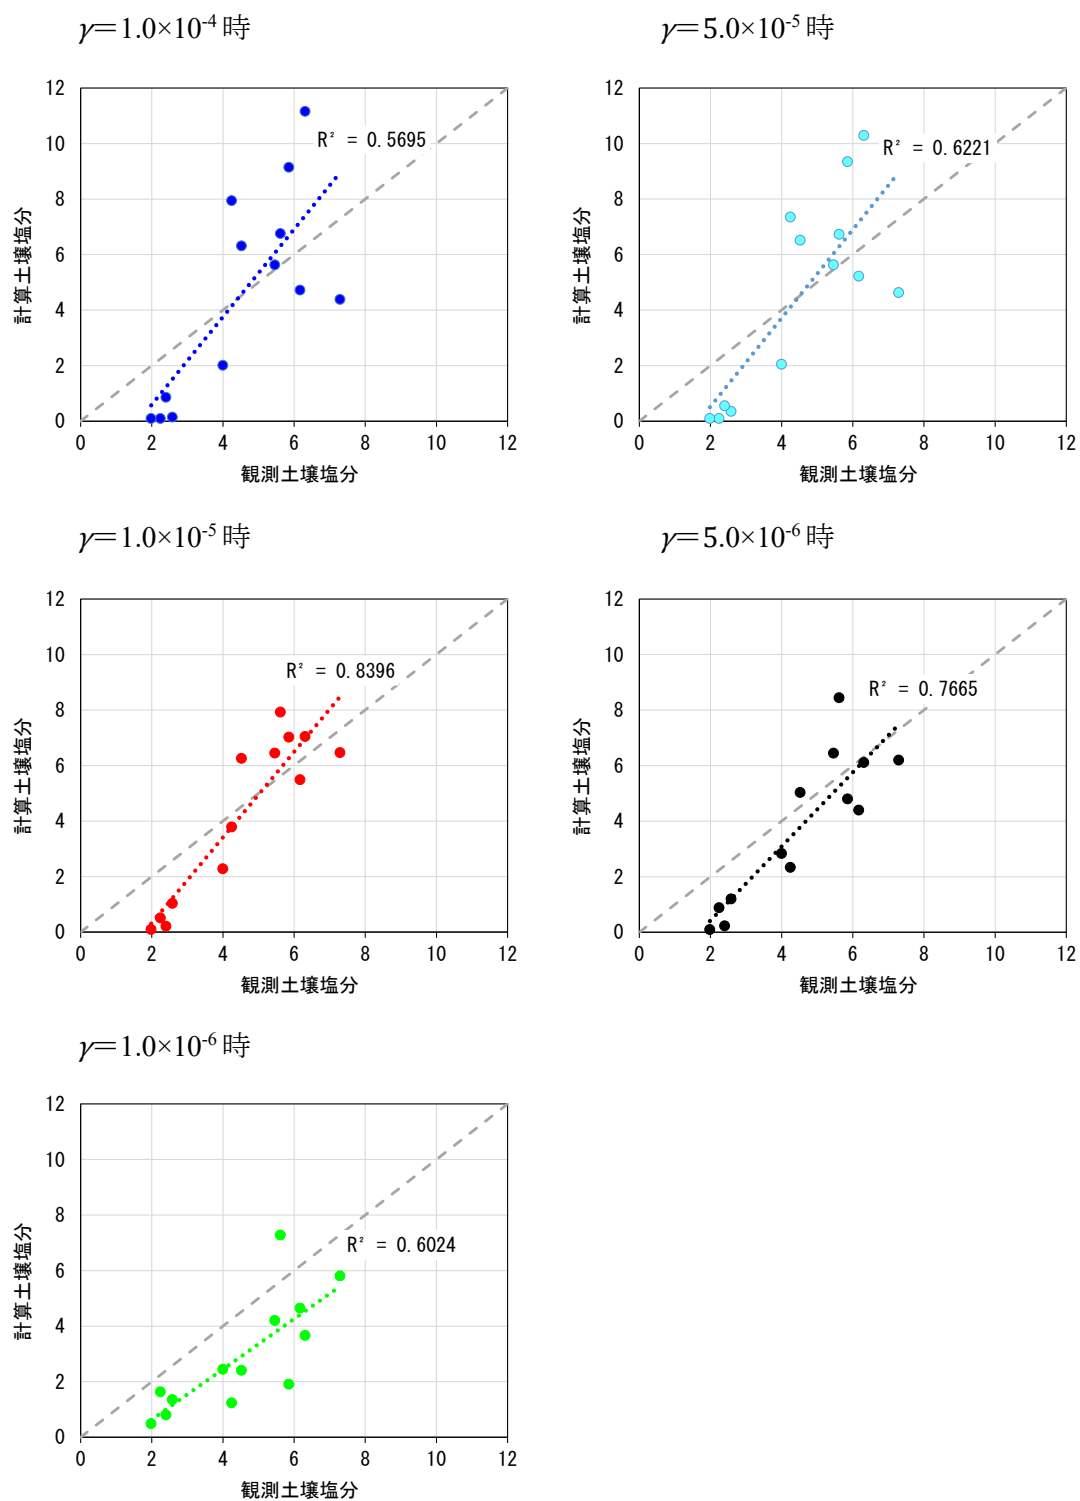 γ＝1.0×10⁻⁴ 時
12
10
8
6
4
2
0
計算土壌塩分
R² = 0.5695
0 2 4 6 8 10 12
観測土壌塩分
γ＝5.0×10⁻⁵ 時
12
10
8
6
4
2
0
計算土壌塩分
R² = 0.6221
0 2 4 6 8 10 12
観測土壌塩分
γ＝1.0×10⁻⁵ 時
12
10
8
6
4
2
0
計算土壌塩分
R² = 0.8396
0 2 4 6 8 10 12
観測土壌塩分
γ＝5.0×10⁻⁶ 時
12
10
8
6
4
2
0
計算土壌塩分
R² = 0.7665
0 2 4 6 8 10 12
観測土壌塩分
γ＝1.0×10⁻⁶ 時
12
10
8
6
4
2
0
計算土壌塩分
R² = 0.6024
0 2 4 6 8 10 12
観測土壌塩分